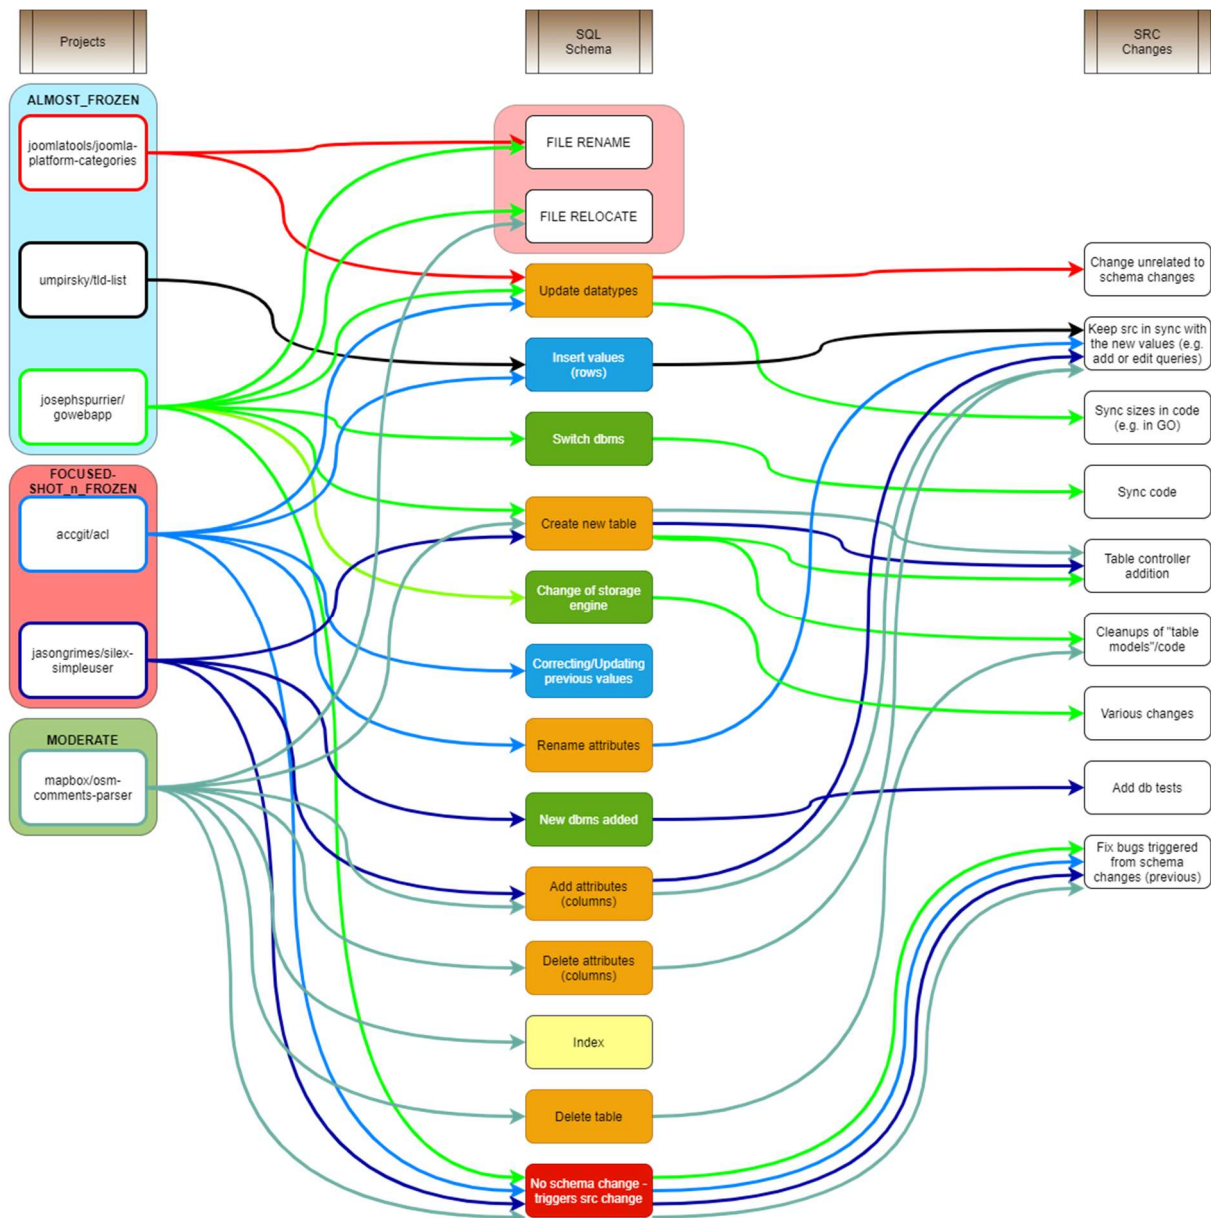 Projects
SQL
Schema
SRC
Changes
ALMOST_FROZEN
joomlatools/joomla-
platform-categories
umpirsky/tld-list
josephspurrier/
gowebapp
FOCUSED-
SHOT_n_FROZEN
accgit/acl
jasongrimes/silex-
simpleuser
MODERATE
mapbox/osm-
comments-parser
FILE RENAME
FILE RELOCATE
Update datatypes
Insert values
(rows)
Switch dbms
Create new table
Change of storage
engine
Correcting/Updating
previous values
Rename attributes
New dbms added
Add attributes
(columns)
Delete attributes
(columns)
Index
Delete table
No schema change -
triggers src change
Change unrelated to
schema changes
Keep src in sync with
the new values (e.g.
add or edit queries)
Sync sizes in code
(e.g. in GO)
Sync code
Table controller
addition
Cleanups of "table
models"/code
Various changes
Add db tests
Fix bugs triggered
from schema
changes (previous)